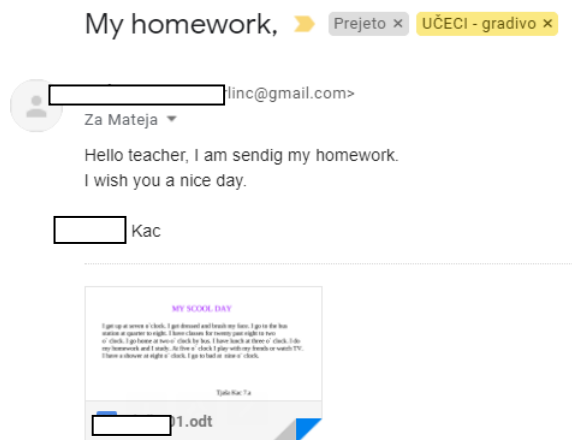 My homework,
Prejeto ×
UČECI - gradivo ×
rlinc@gmail.com>
Za Mateja
Hello teacher, I am sendig my homework.
I wish you a nice day.
Kac
MY SCOOL DAY
I get up at seven o'clock. I get dressed and brush my face. I go to the bus
station at quarter to eight. I have classes for twenty past eight to two
o' clock. I go home at two o' clock by bus. I have lunch at three o' clock. I do
my homework and I study. At five o' clock I play with my frends or watch TV.
I have a shower at eight o' clock. I go to bad at nine o' clock.
Kac 7.a
01.odt